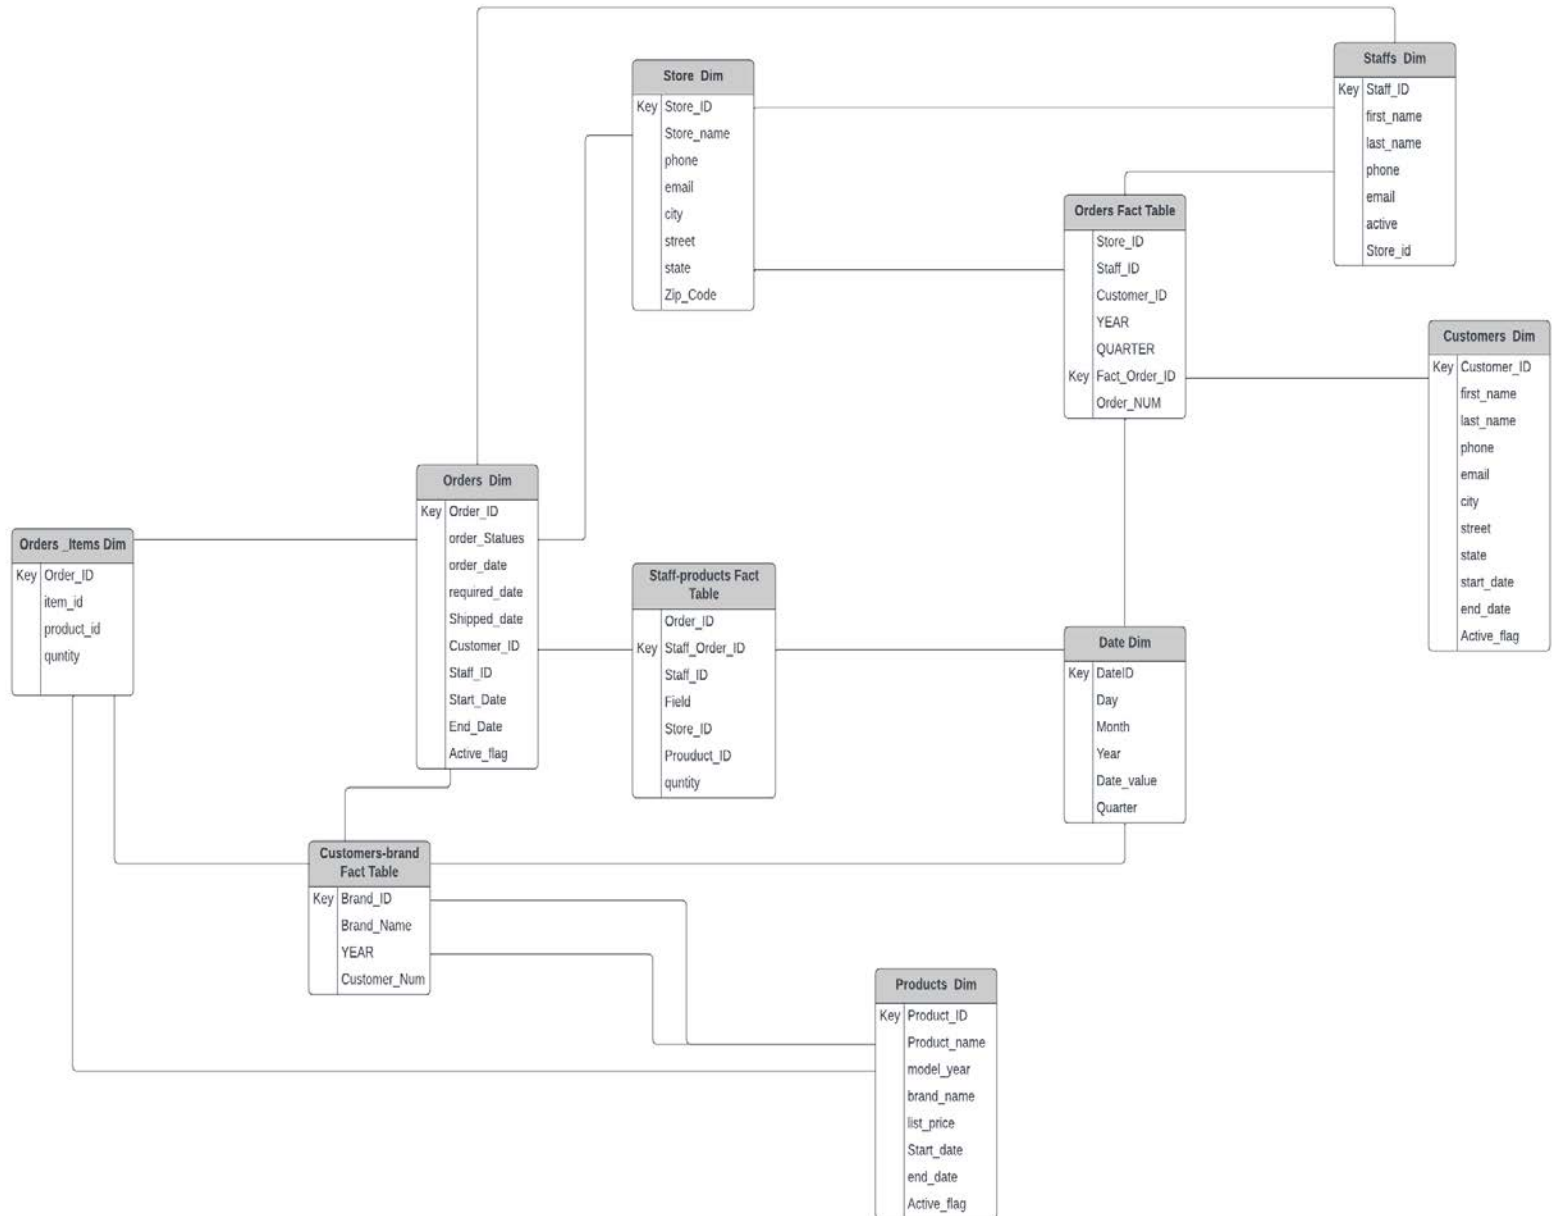 Store Dim
Key Store_ID
Store_name
phone
email
city
street
state
Zip_Code
Staffs Dim
Key Staff_ID
first_name
last_name
phone
email
active
Store_id
Orders Fact Table
Store_ID
Staff_ID
Customer_ID
YEAR
QUARTER
Key Fact_Order_ID
Order_NUM
Customers Dim
Key Customer_ID
first_name
last_name
phone
email
city
street
state
start_date
end_date
Active_flag
Orders Dim
Key Order_ID
order_Statues
order_date
required_date
Shipped_date
Customer_ID
Staff_ID
Start_Date
End_Date
Active_flag
Orders _Items Dim
Key Order_ID
item_id
product_id
quntity
Staff-products Fact
Table
Order_ID
Key Staff_Order_ID
Staff_ID
Field
Store_ID
Prouduct_ID
quntity
Date Dim
Key DateID
Day
Month
Year
Date_value
Quarter
Customers-brand
Fact Table
Key Brand_ID
Brand_Name
YEAR
Customer_Num
Products Dim
Key Product_ID
Product_name
model_year
brand_name
list_price
Start_date
end_date
Active_flag